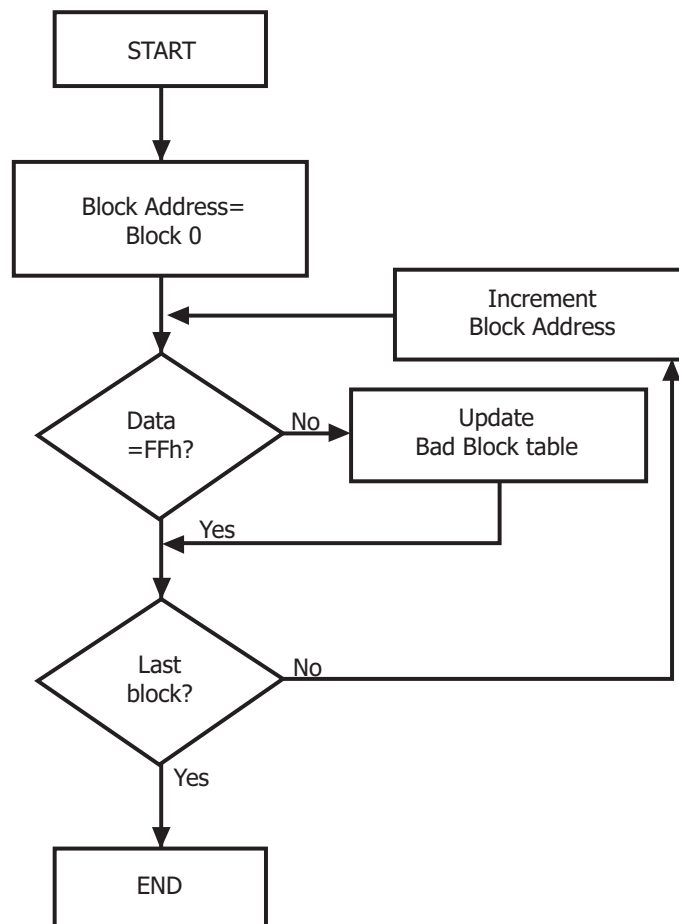 START
Block Address=
Block 0
Increment
Block Address
Data
=FFh?
No
Update
Bad Block table
Yes
Last
block?
No
Yes
END